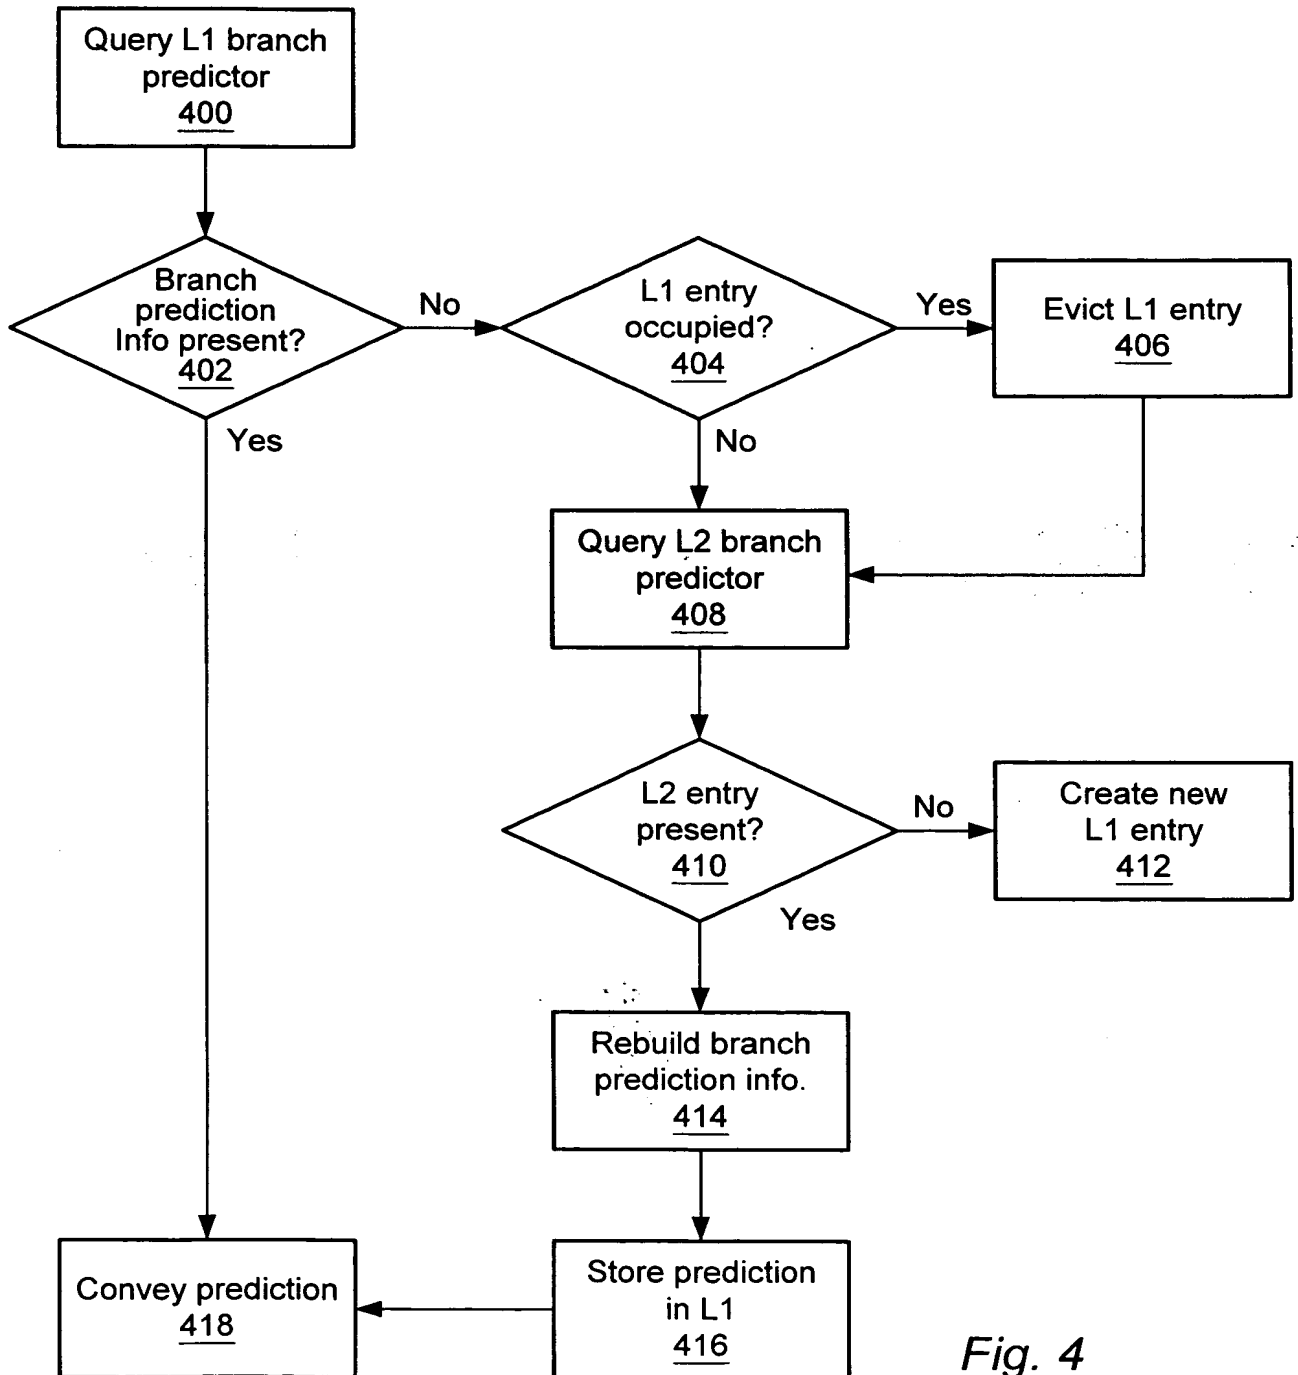 Query L1 branch
predictor
400
Branch
prediction
Info present?
402
No
Yes
L1 entry
occupied?
404
Yes
No
Evict L1 entry
406
Query L2 branch
predictor
408
L2 entry
present?
410
No
Yes
Create new
L1 entry
412
Rebuild branch
prediction info.
414
Store prediction
in L1
416
Convey prediction
418
Fig. 4